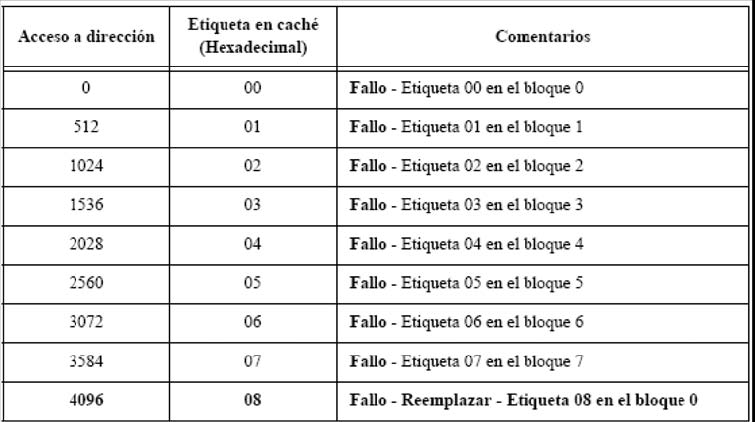 Acceso a dirección Etiqueta en caché (Hexadecimal) Comentarios
0 00 Fallo - Etiqueta 00 en el bloque 0
512 01 Fallo - Etiqueta 01 en el bloque 1
1024 02 Fallo - Etiqueta 02 en el bloque 2
1536 03 Fallo - Etiqueta 03 en el bloque 3
2028 04 Fallo - Etiqueta 04 en el bloque 4
2560 05 Fallo - Etiqueta 05 en el bloque 5
3072 06 Fallo - Etiqueta 06 en el bloque 6
3584 07 Fallo - Etiqueta 07 en el bloque 7
4096 08 Fallo - Reemplazar - Etiqueta 08 en el bloque 0